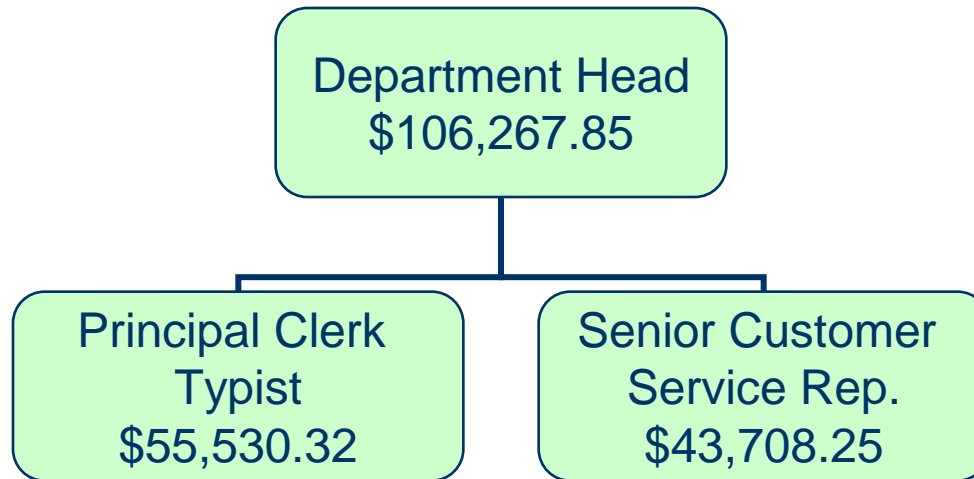 Department Head
$106,267.85
Principal Clerk
Typist
$55,530.32
Senior Customer
Service Rep.
$43,708.25